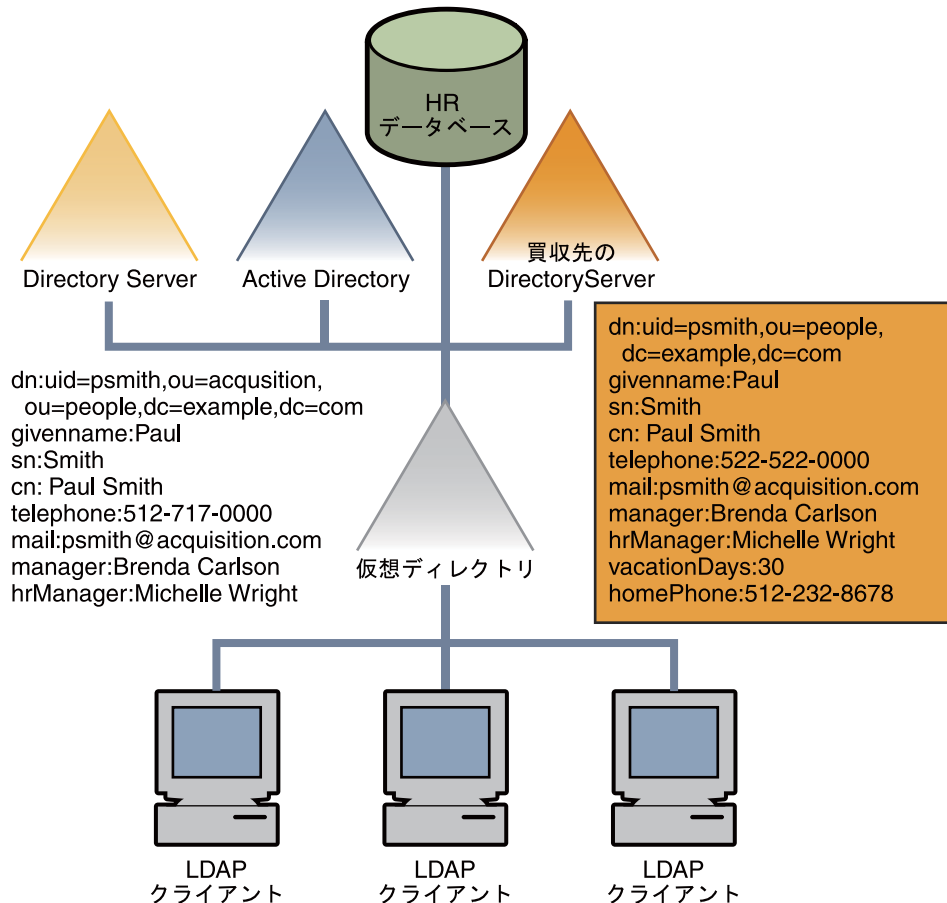 HR
データベース
Directory Server
Active Directory
買収先の
DirectoryServer
dn:uid=psmith,ou=acqusition,
ou=people,dc=example,dc=com
givenname:Paul
sn:Smith
cn: Paul Smith
telephone:512-717-0000
mail:psmith@acquisition.com
manager:Brenda Carlson
hrManager:Michelle Wright
仮想ディレクトリ
dn:uid=psmith,ou=people,
dc=example,dc=com
givenname:Paul
sn:Smith
cn: Paul Smith
telephone:522-522-0000
mail:psmith@acquisition.com
manager:Brenda Carlson
hrManager:Michelle Wright
vacationDays:30
homePhone:512-232-8678
LDAP
クライアント
LDAP
クライアント
LDAP
クライアント